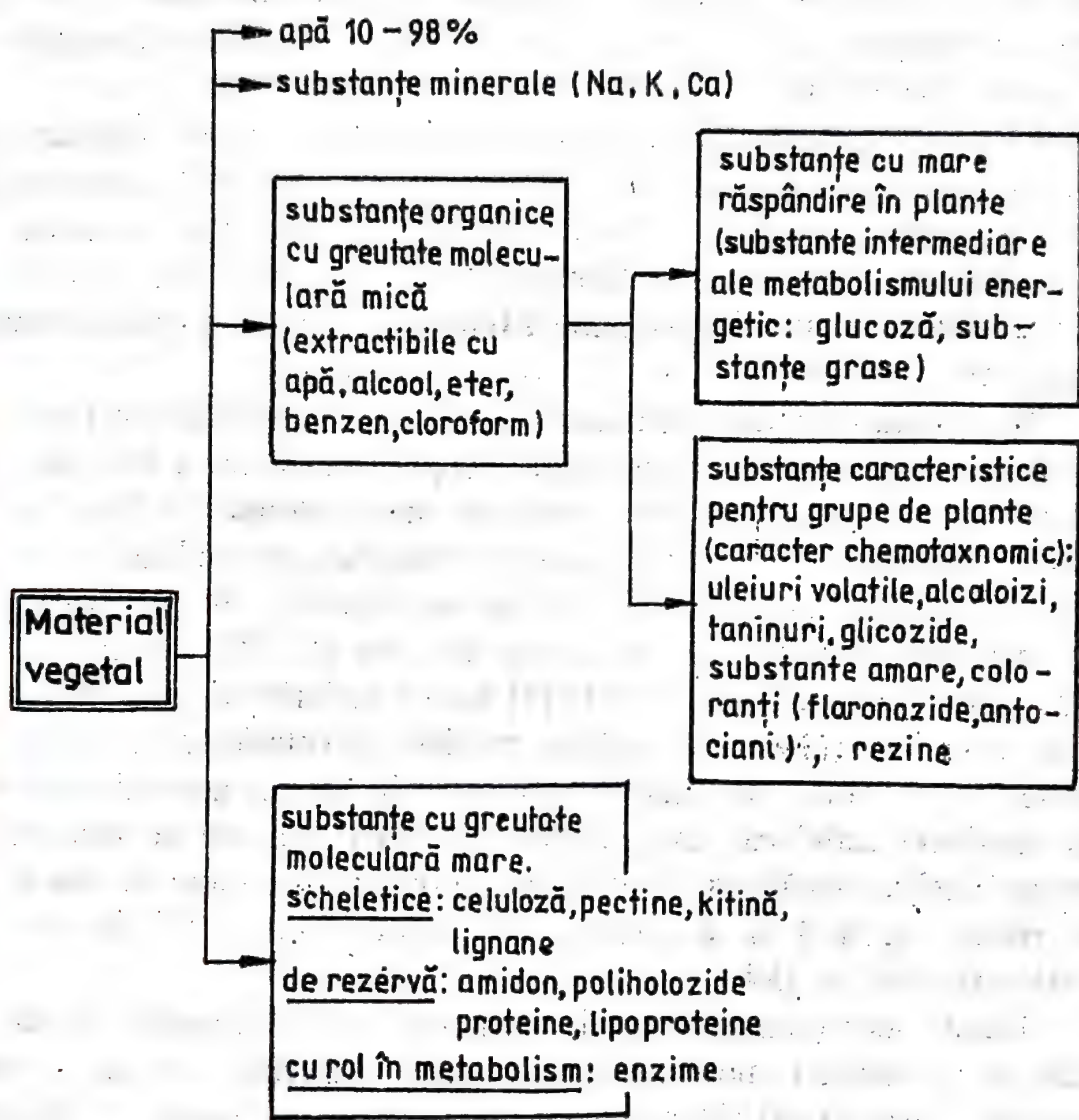 apă 10 – 98%
substanțe minerale (Na, K, Ca)
substanțe organice
cu greutate molecu-
lară mică
(extractibile cu
apă, alcool, eter,
benzen, cloroform)
substanțe cu mare
răspândire în plante
(substante intermediare
ale metabolismului ener-
getic: glucoză, sub-
stanțe grase)
substanțe caracteristice
pentru grupe de plante
(caracter chemotaxnomic):
uleiuri volatile, alcaloizi,
taninuri, glicozide,
substante amare, colo-
ranți (flaronozide, anto-
ciani), rezine
Material
vegetal
substanțe cu greutate
moleculară mare.
scheletice: celuloză, pectine, kitină,
lignane
de rezérvă: amidon, poliholozide
proteine, lipoproteine
cu rol în metabolism: enzime